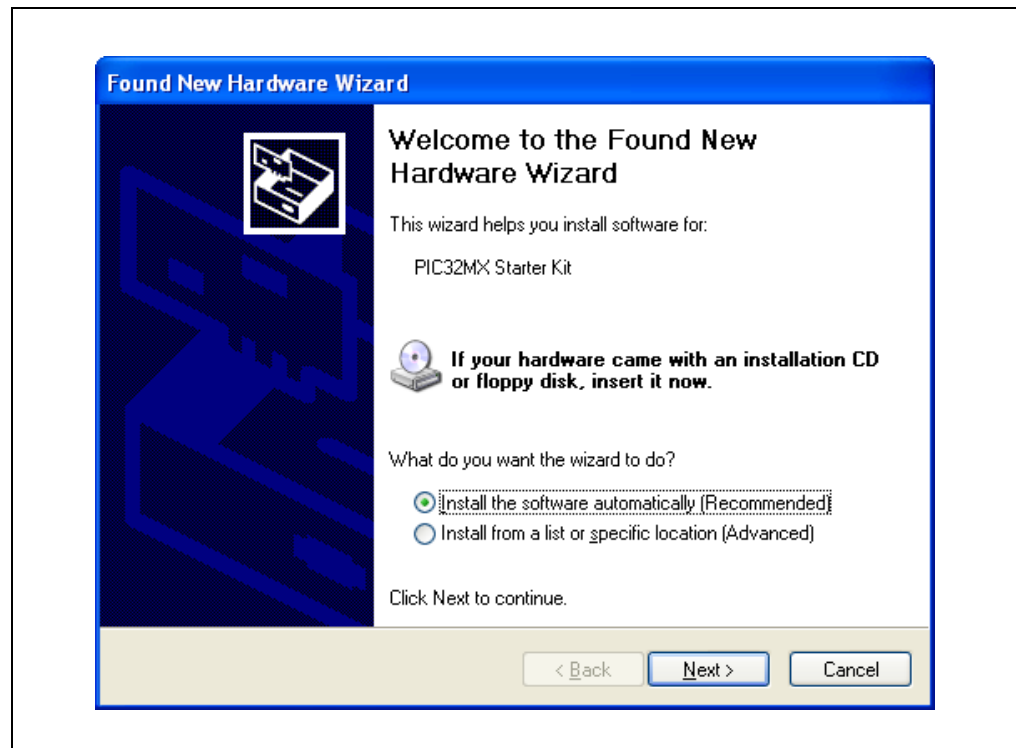 Found New Hardware Wizard
Welcome to the Found New
Hardware Wizard
This wizard helps you install software for:
PIC32MX Starter Kit
If your hardware came with an installation CD
or floppy disk, insert it now.
What do you want the wizard to do?
Install the software automatically (Recommended)
Install from a list or specific location (Advanced)
Click Next to continue.
< Back Next > Cancel